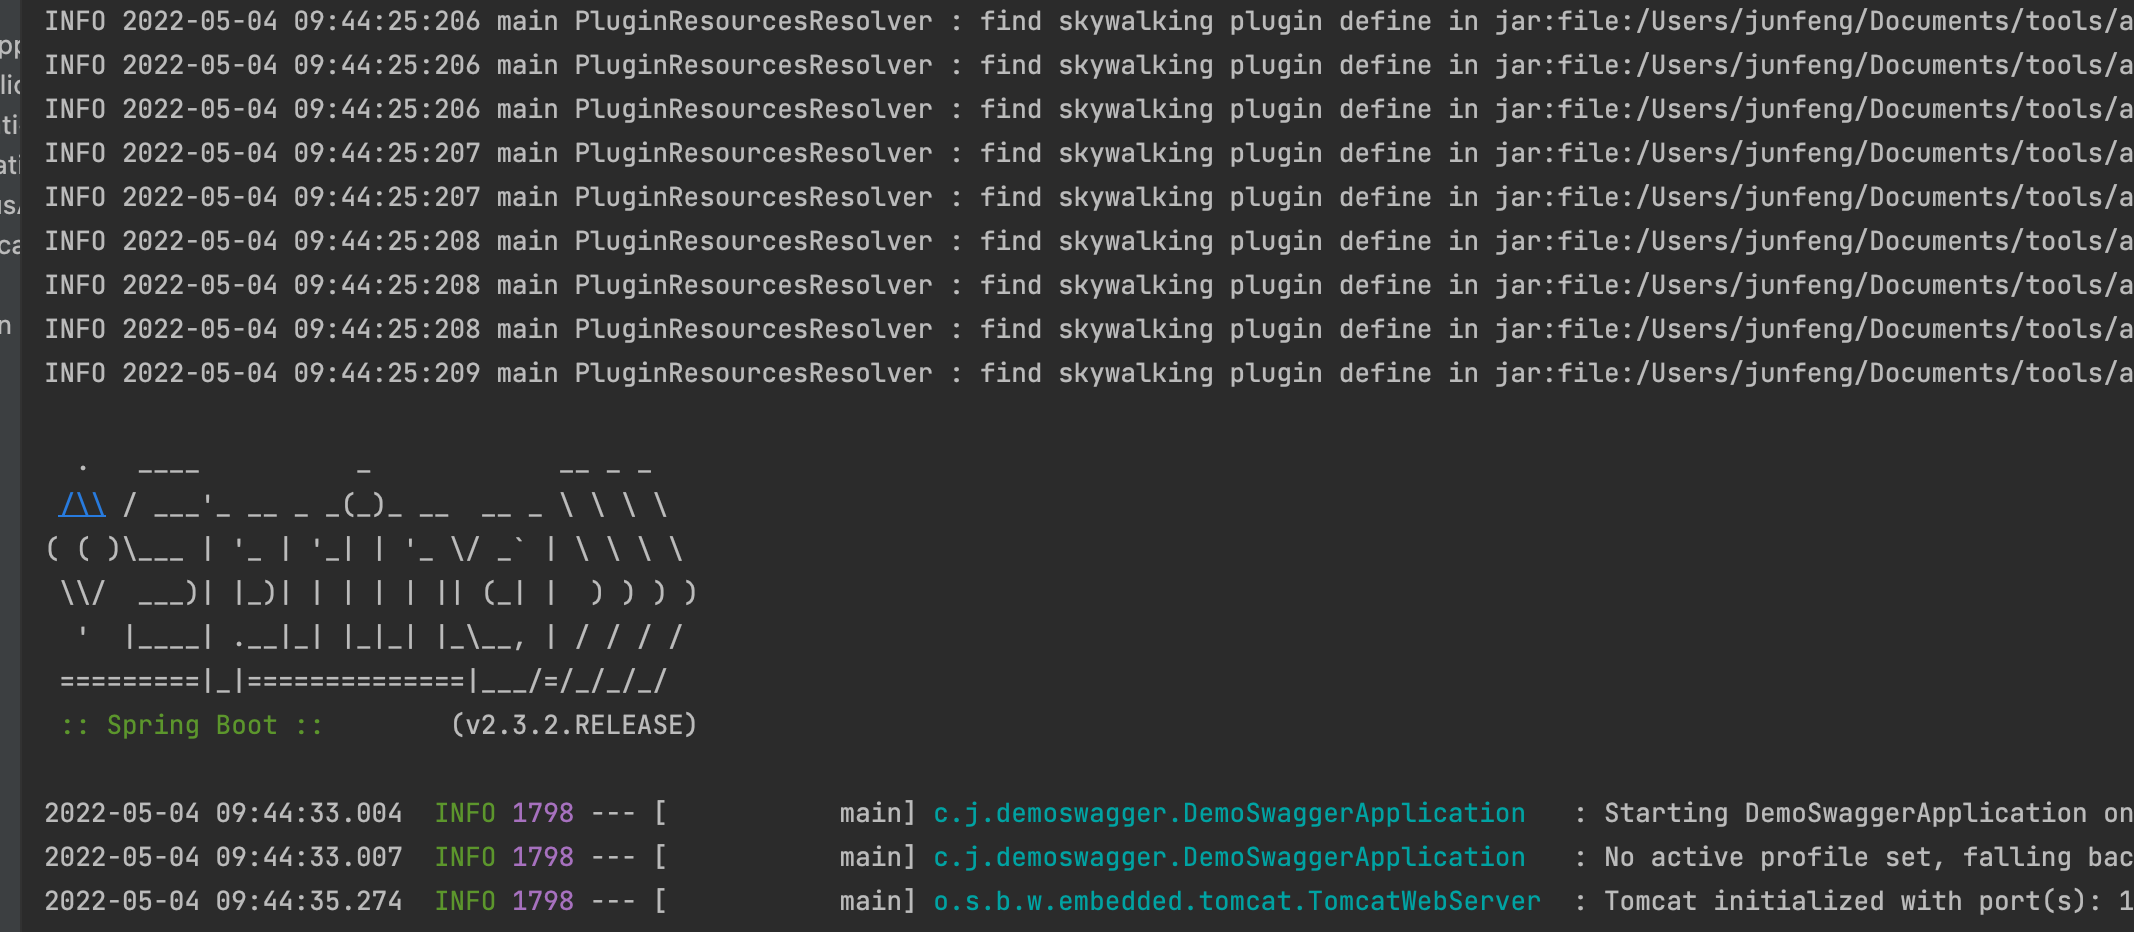 INFO 2022-05-04 09:44:25:206 main PluginResourcesResolver : find skywalking plugin define in jar:file:/Users/junfeng/Documents/tools/a
INFO 2022-05-04 09:44:25:206 main PluginResourcesResolver : find skywalking plugin define in jar:file:/Users/junfeng/Documents/tools/a
INFO 2022-05-04 09:44:25:206 main PluginResourcesResolver : find skywalking plugin define in jar:file:/Users/junfeng/Documents/tools/a
INFO 2022-05-04 09:44:25:207 main PluginResourcesResolver : find skywalking plugin define in jar:file:/Users/junfeng/Documents/tools/a
INFO 2022-05-04 09:44:25:207 main PluginResourcesResolver : find skywalking plugin define in jar:file:/Users/junfeng/Documents/tools/a
INFO 2022-05-04 09:44:25:208 main PluginResourcesResolver : find skywalking plugin define in jar:file:/Users/junfeng/Documents/tools/a
INFO 2022-05-04 09:44:25:208 main PluginResourcesResolver : find skywalking plugin define in jar:file:/Users/junfeng/Documents/tools/a
INFO 2022-05-04 09:44:25:208 main PluginResourcesResolver : find skywalking plugin define in jar:file:/Users/junfeng/Documents/tools/a
INFO 2022-05-04 09:44:25:209 main PluginResourcesResolver : find skywalking plugin define in jar:file:/Users/junfeng/Documents/tools/a
  .   ____          _            __ _ _
 /\\ / ___'_ __ _ _(_)_ __  __ _ \ \ \ \
( ( )\___ | '_ | '_| | '_ \/ _` | \ \ \ \
 \\/  ___)| |_)| | | | | || (_| |  ) ) ) )
  '  |____| .__|_| |_|_| |_\__, | / / / /
 =========|_|==============|___/=/_/_/_/
 :: Spring Boot ::        (v2.3.2.RELEASE)
2022-05-04 09:44:33.004  INFO 1798 --- [           main] c.j.demoswagger.DemoSwaggerApplication   : Starting DemoSwaggerApplication on
2022-05-04 09:44:33.007  INFO 1798 --- [           main] c.j.demoswagger.DemoSwaggerApplication   : No active profile set, falling bac
2022-05-04 09:44:35.274  INFO 1798 --- [           main] o.s.b.w.embedded.tomcat.TomcatWebServer  : Tomcat initialized with port(s): 1